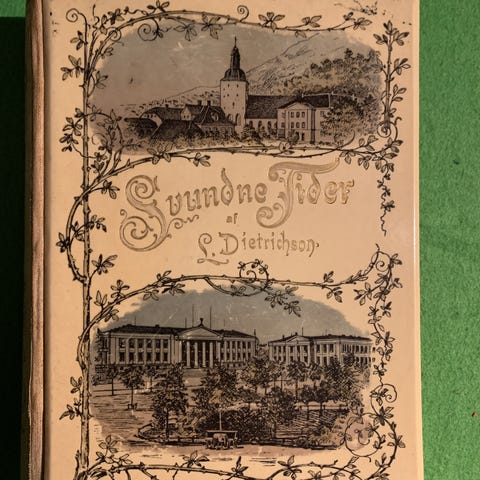 Svundne Tider
af
L. Dietrichson.